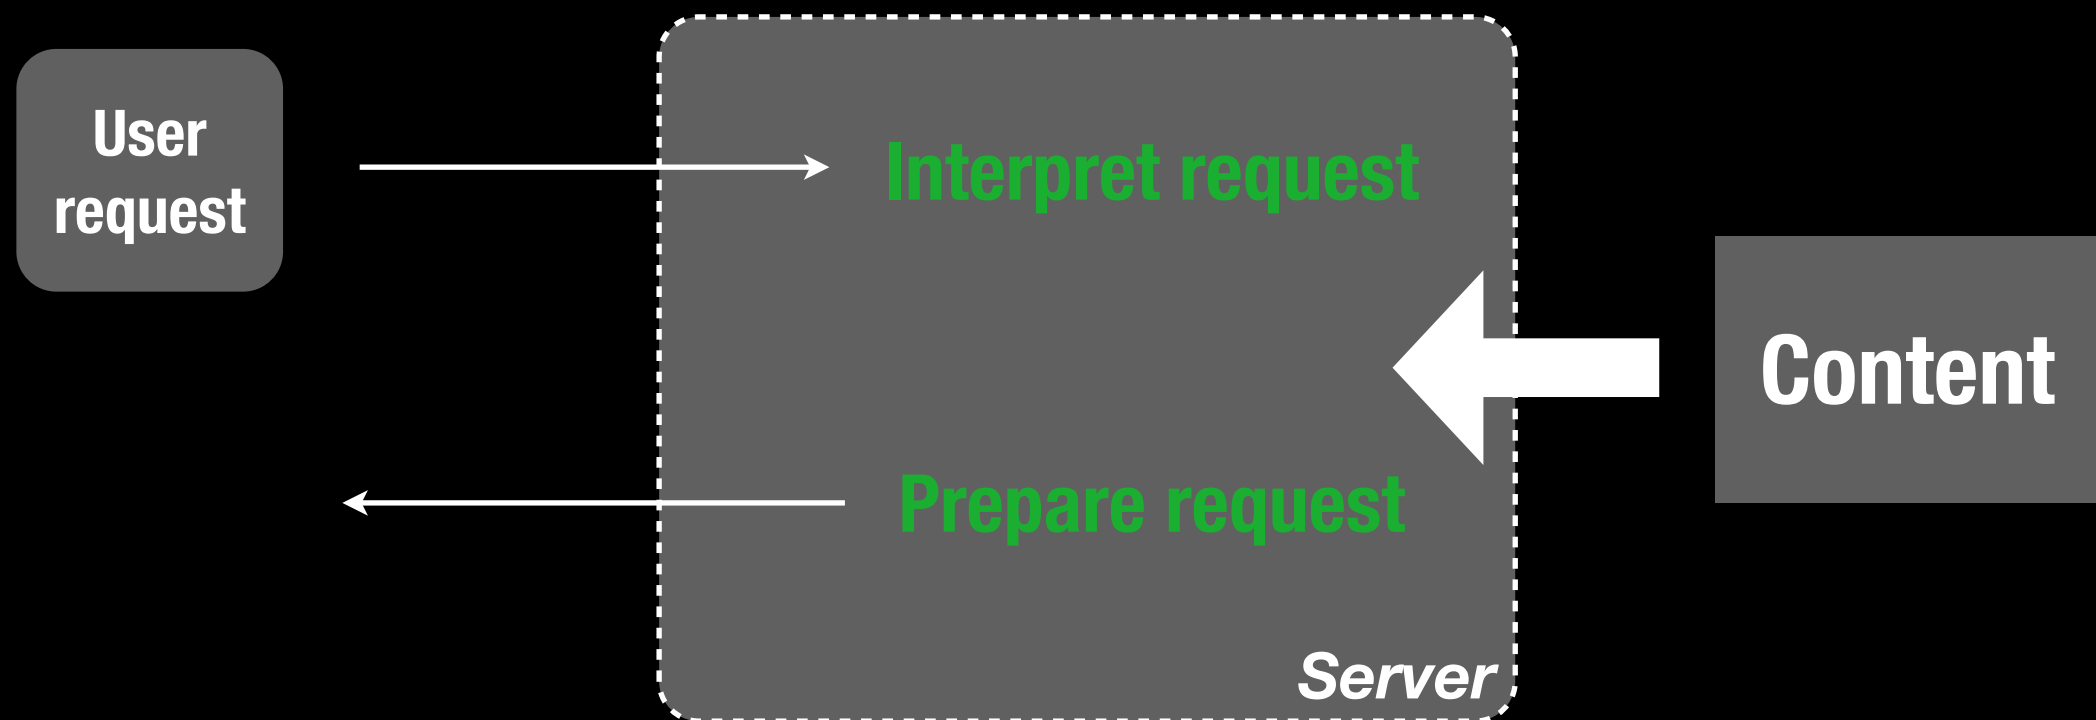 User
request
Interpret request
Content
Prepare request
Server